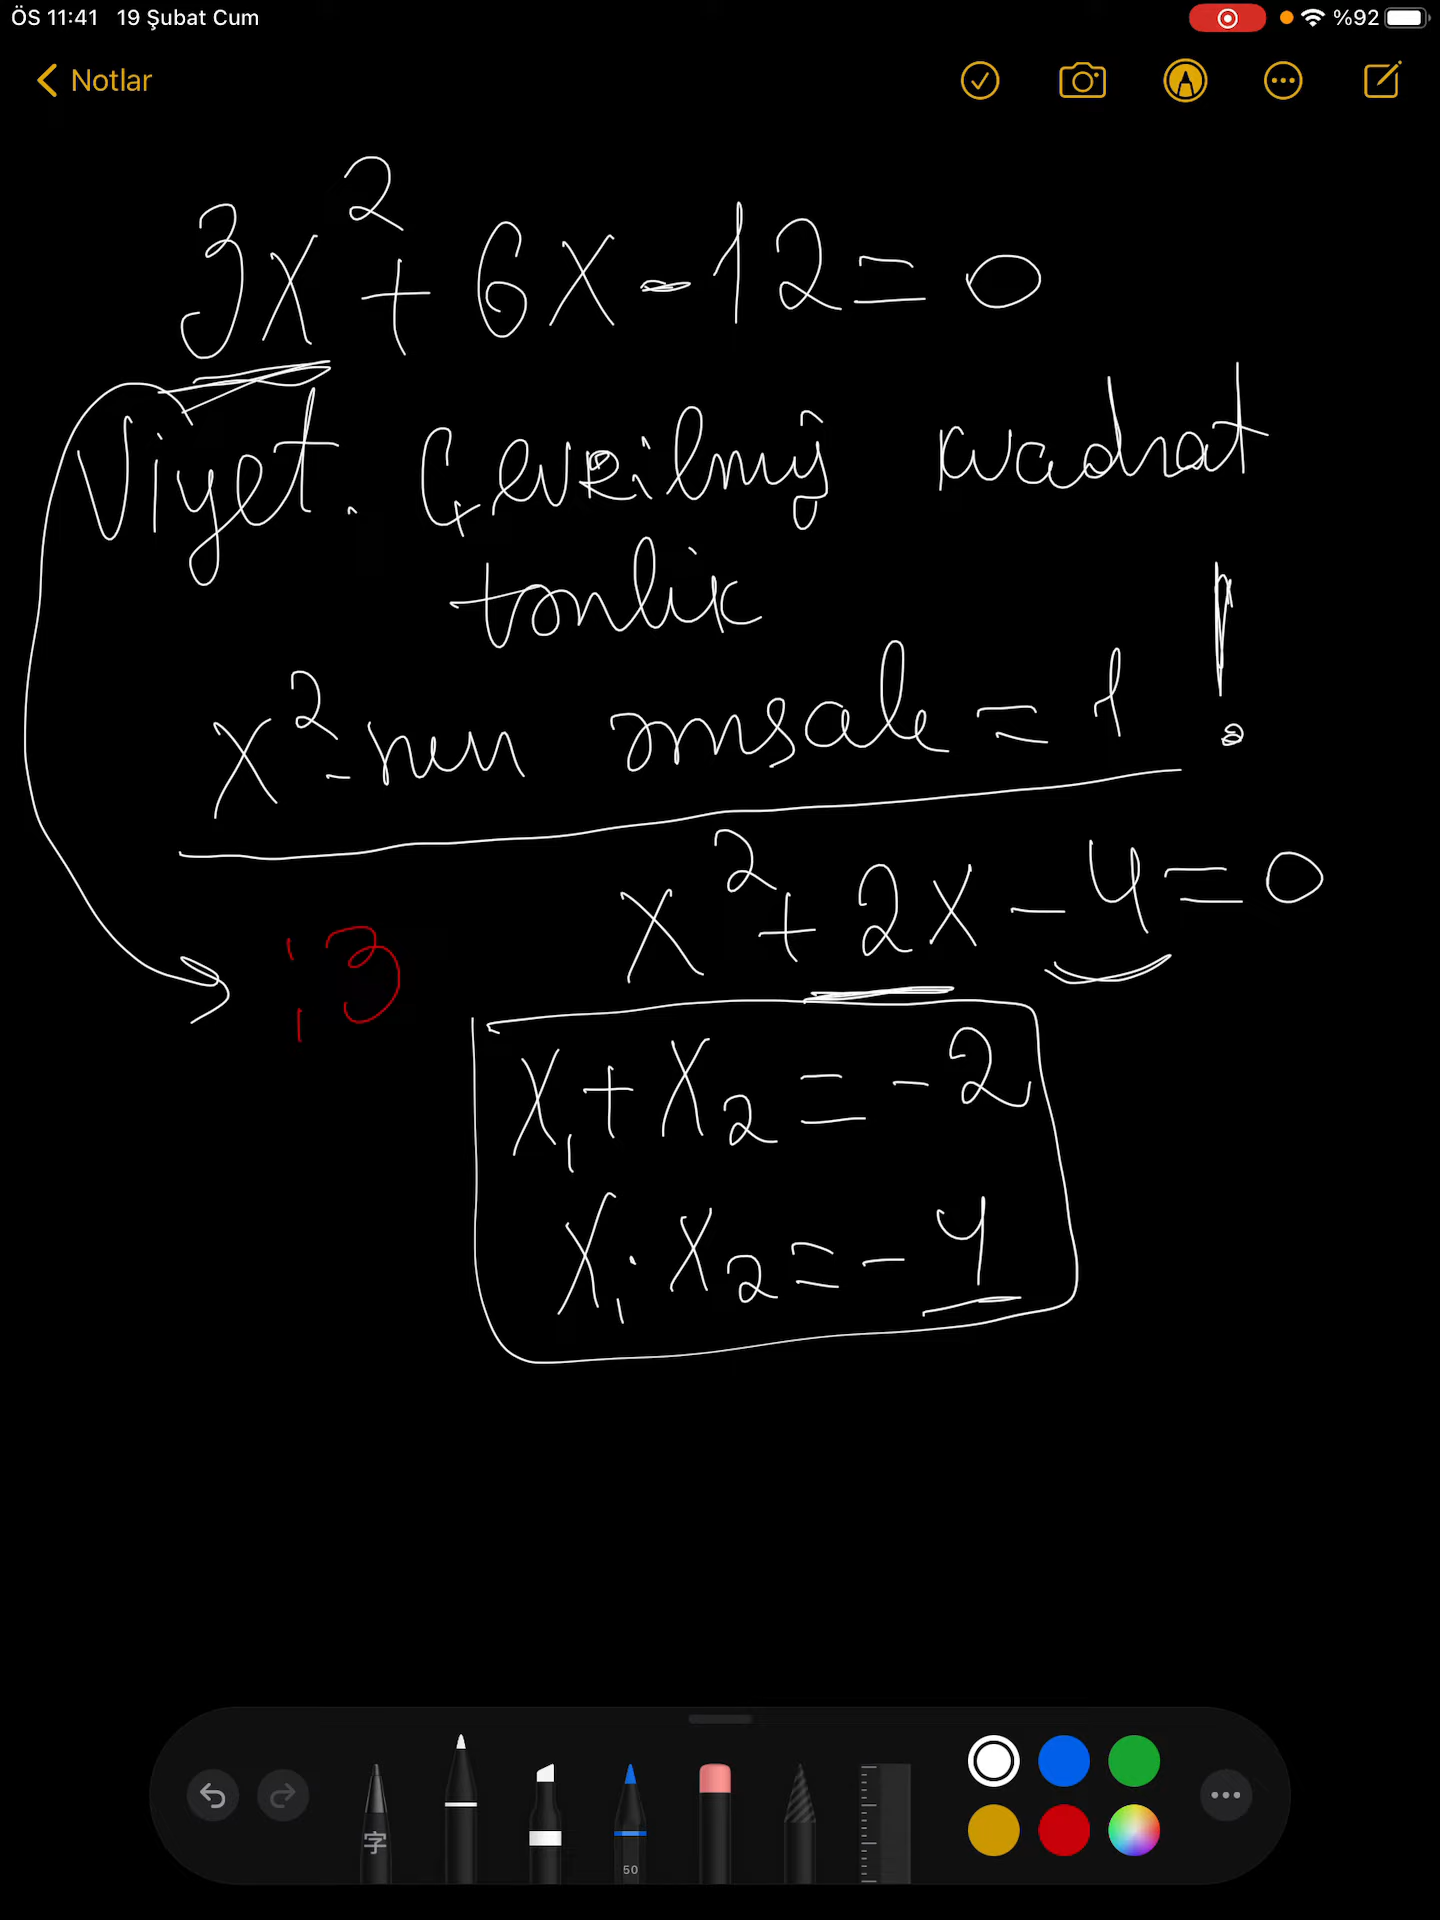 ÖS 11:41 19 Şubat Cum %92
Notlar
3x² + 6x - 12 = 0
Viyet. Çevrilmiş kvadrat
tənlik
x²-nın əmsalı = 1 !
x² + 2x - 4 = 0
:3
x₁ + x₂ = -2
x₁ · x₂ = -4
字
50